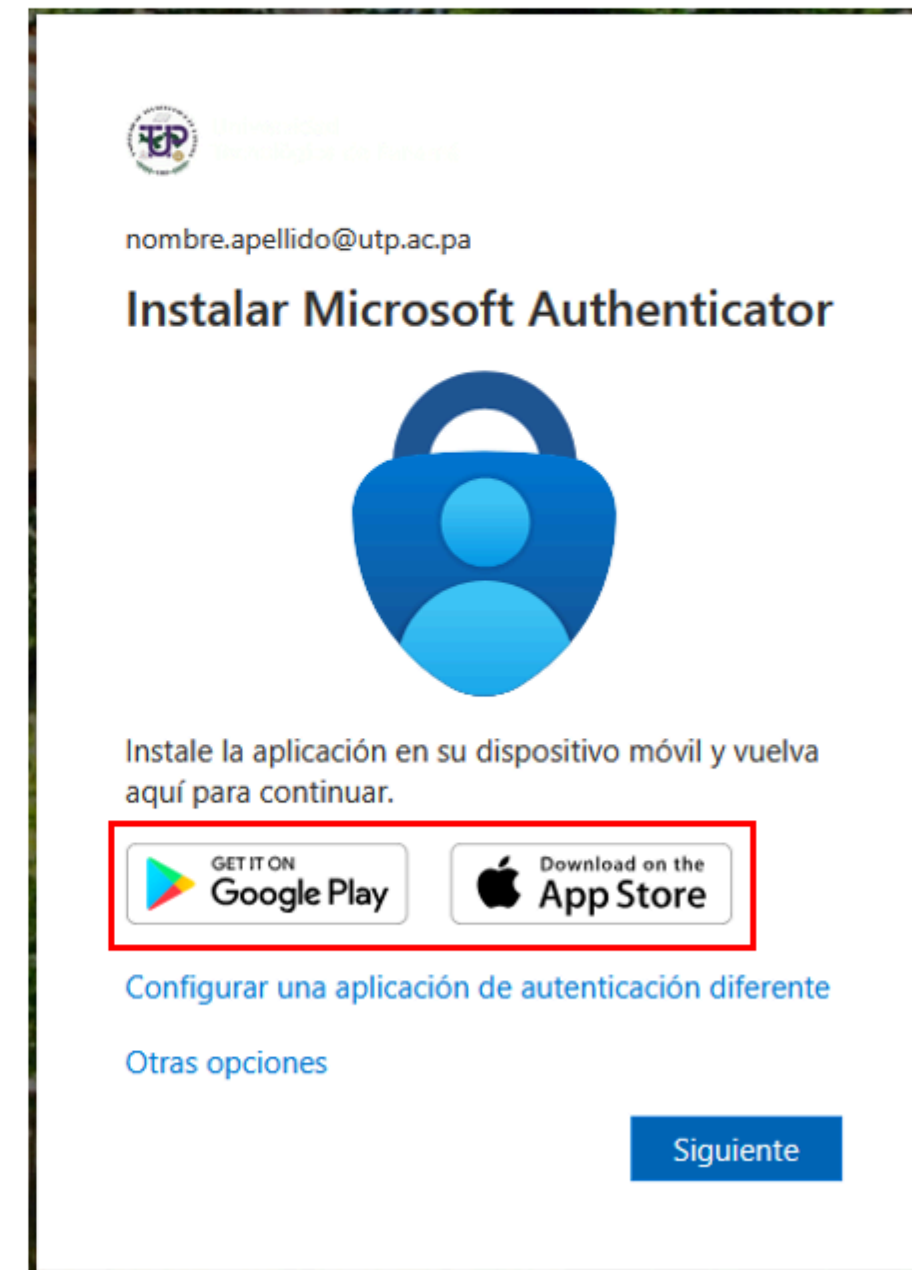 nombre.apellido@utp.ac.pa
Instalar Microsoft Authenticator
Instale la aplicación en su dispositivo móvil y vuelva
aquí para continuar.
GET IT ON
Google Play
Download on the
App Store
Configurar una aplicación de autenticación diferente
Otras opciones
Siguiente